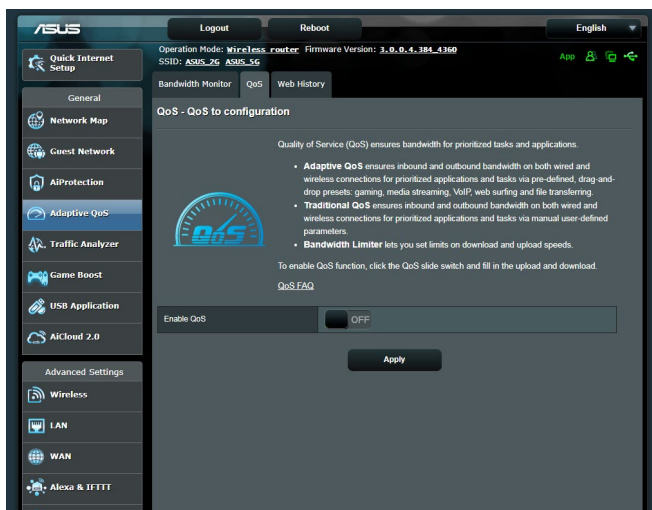 ASUS
Logout
Reboot
English
Quick Internet
Setup
Operation Mode: Wireless router Firmware Version: 3.0.0.4.384_4360
SSID: ASUS_2G ASUS_5G
App
Bandwidth Monitor
QoS
Web History
General
Network Map
Guest Network
AiProtection
Adaptive QoS
Traffic Analyzer
Game Boost
USB Application
AiCloud 2.0
Advanced Settings
Wireless
LAN
WAN
Alexa & IFTTT
QoS - QoS to configuration
QoS
Quality of Service (QoS) ensures bandwidth for prioritized tasks and applications.
• Adaptive QoS ensures inbound and outbound bandwidth on both wired and
wireless connections for prioritized applications and tasks via pre-defined, drag-and-
drop presets: gaming, media streaming, VoIP, web surfing and file transferring.
• Traditional QoS ensures inbound and outbound bandwidth on both wired and
wireless connections for prioritized applications and tasks via manual user-defined
parameters.
• Bandwidth Limiter lets you set limits on download and upload speeds.
To enable QoS function, click the QoS slide switch and fill in the upload and download.
QoS FAQ
Enable QoS
OFF
Apply